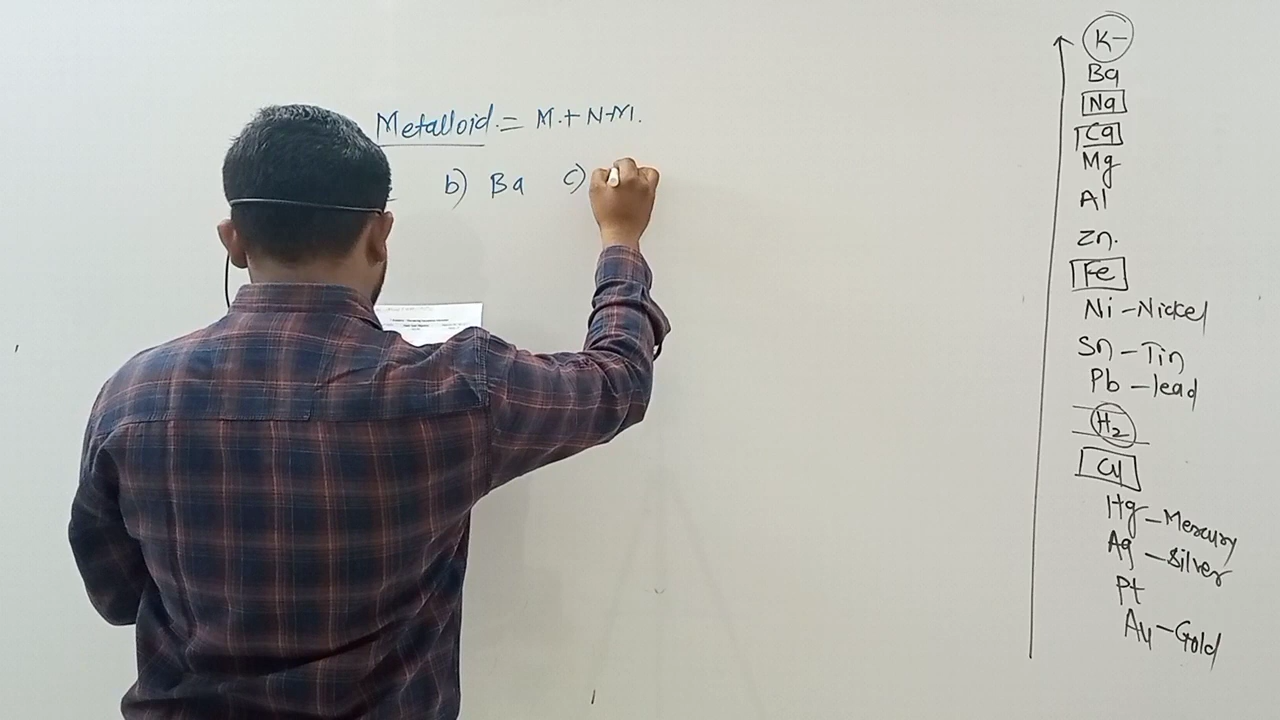 Metalloid. = M.+ N-M.
b) Ba c)
K-
Ba
Na
Ca
Mg
Al
Zn.
Fe
Ni - Nickel
Sn - Tin
Pb - lead
H2
Cu
Hg - Mercury
Ag - Silver
Pt
Au - Gold